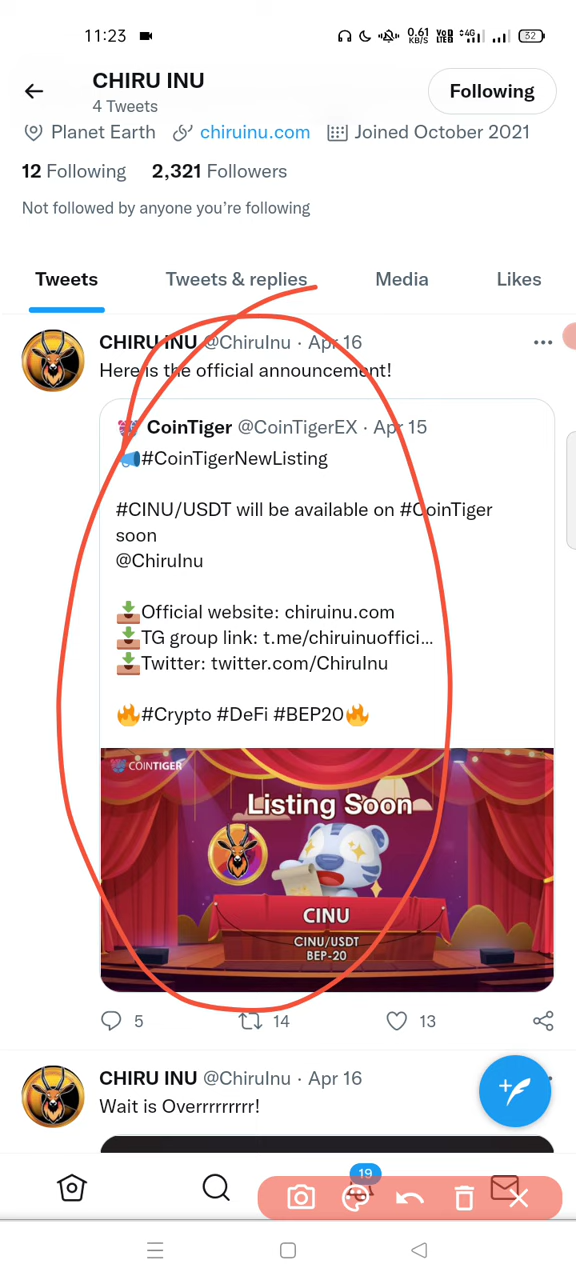 11:23
0.61
KB/S
4G
32
CHIRU INU
4 Tweets
Following
Planet Earth chiruinu.com Joined October 2021
12 Following 2,321 Followers
Not followed by anyone you're following
Tweets Tweets & replies Media Likes
CHIRU INU @ChiruInu · Apr 16
Here is the official announcement!
CoinTiger @CoinTigerEX · Apr 15
📢#CoinTigerNewListing
#CINU/USDT will be available on #CoinTiger
soon
@ChiruInu
📥Official website: chiruinu.com
📥TG group link: t.me/chiruinuoffici...
📥Twitter: twitter.com/ChiruInu
🔥#Crypto #DeFi #BEP20🔥
COINTIGER
Listing Soon
CINU
CINU/USDT
BEP-20
5 14 13
CHIRU INU @ChiruInu · Apr 16
Wait is Overrrrrrrrr!
19